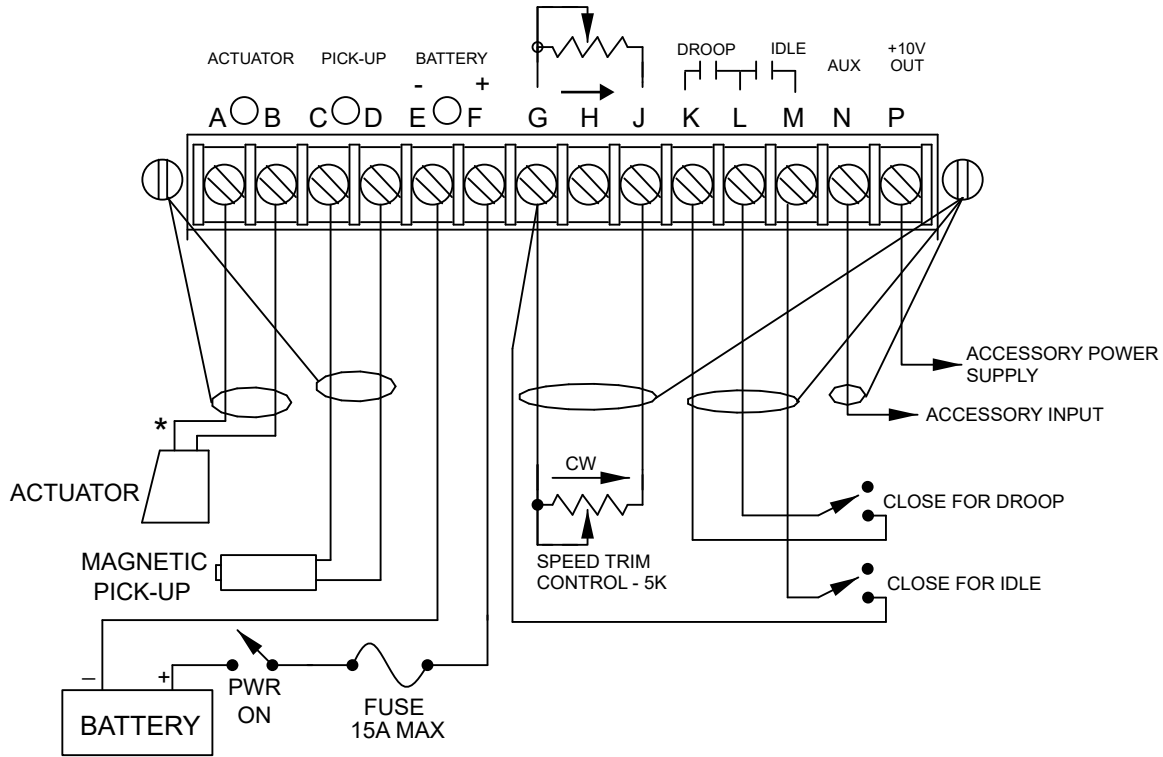 ACTUATOR PICK-UP BATTERY DROOP IDLE AUX +10V
OUT
- +
A B C D E F G H J K L M N P
ACCESSORY POWER
SUPPLY
ACCESSORY INPUT
*
ACTUATOR
CW
CLOSE FOR DROOP
MAGNETIC
PICK-UP
SPEED TRIM
CONTROL - 5K
CLOSE FOR IDLE
– +
BATTERY
PWR
ON
FUSE
15A MAX